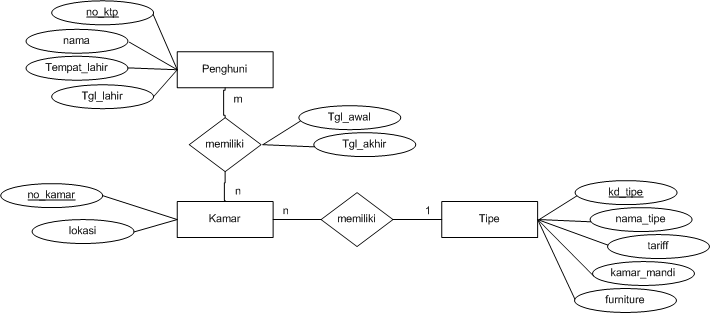 no_ktp
nama
Tempat_lahir
Tgl_lahir
Penghuni
m
memiliki
Tgl_awal
Tgl_akhir
n
no_kamar
lokasi
Kamar
n
memiliki
1
Tipe
kd_tipe
nama_tipe
tariff
kamar_mandi
furniture